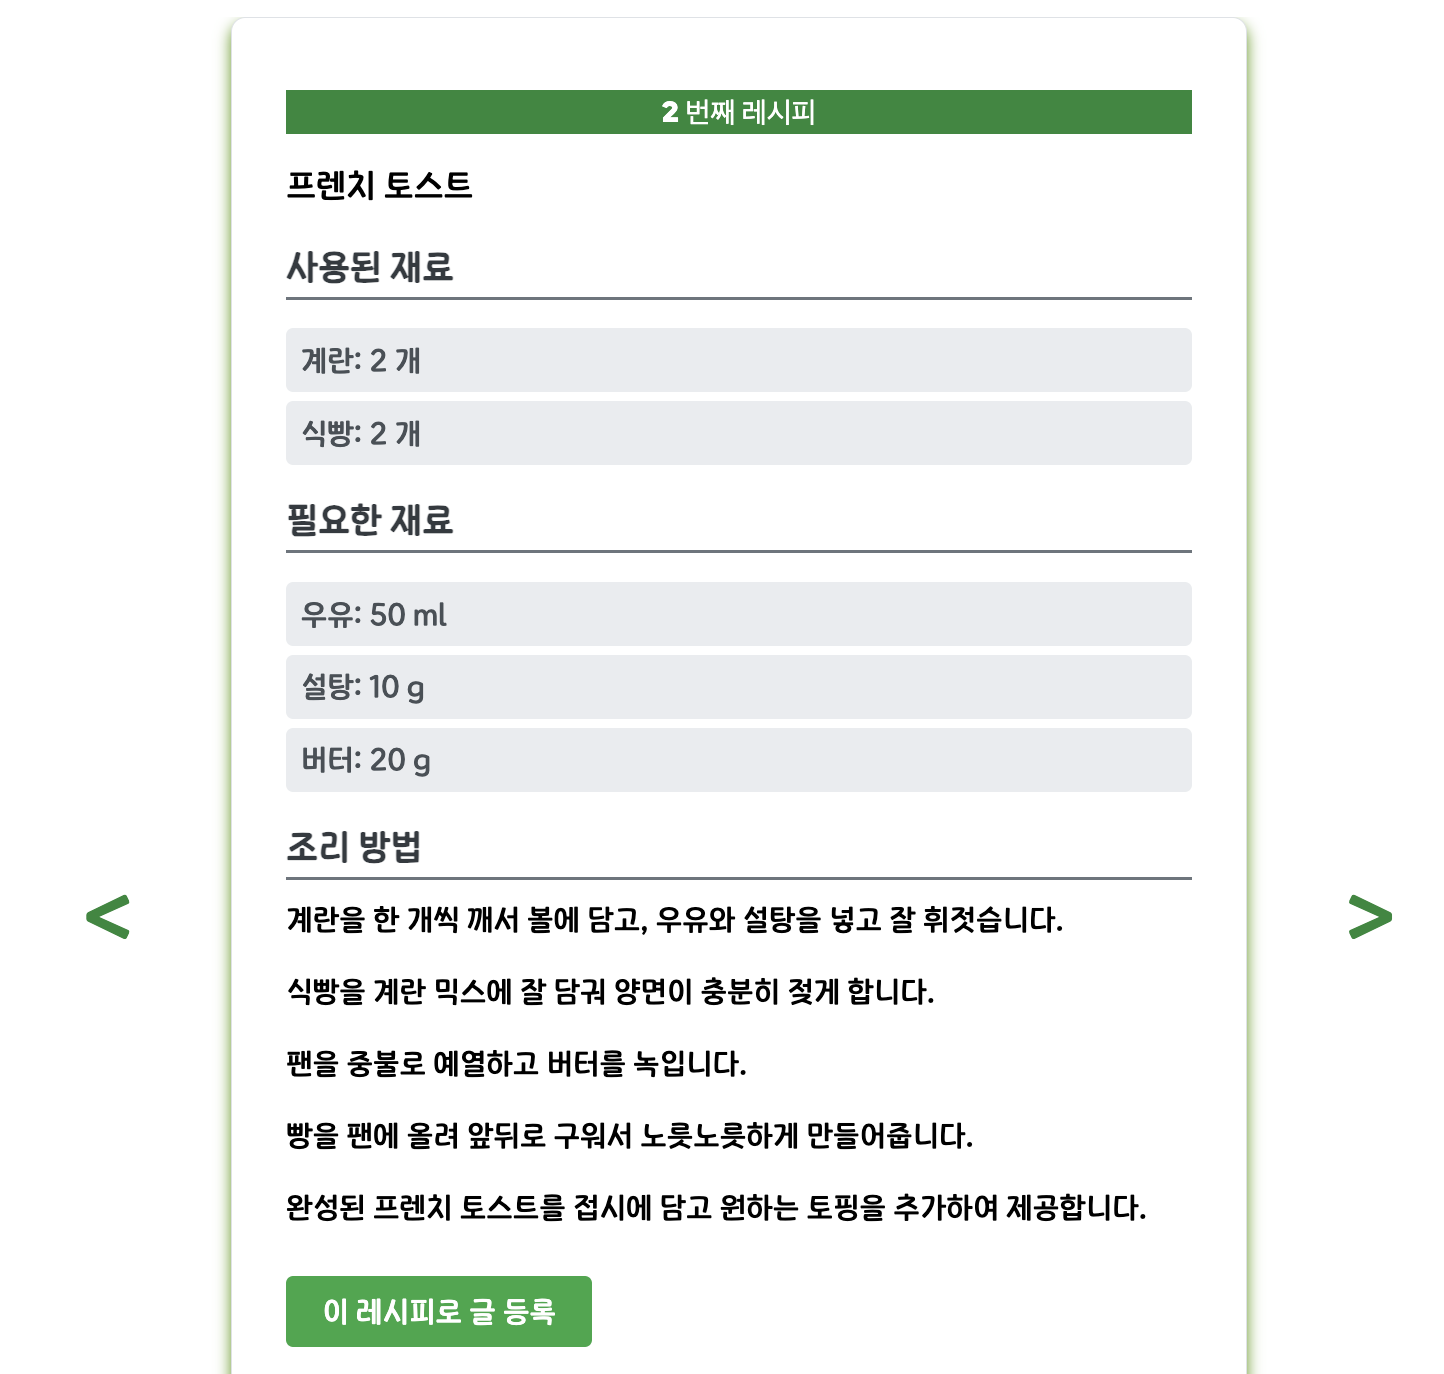 2 번째 레시피
프렌치 토스트
사용된 재료
계란: 2 개
식빵: 2 개
필요한 재료
우유: 50 ml
설탕: 10 g
버터: 20 g
조리 방법
<
>
계란을 한 개씩 깨서 볼에 담고, 우유와 설탕을 넣고 잘 휘젓습니다.
식빵을 계란 믹스에 잘 담궈 양면이 충분히 젖게 합니다.
팬을 중불로 예열하고 버터를 녹입니다.
빵을 팬에 올려 앞뒤로 구워서 노릇노릇하게 만들어줍니다.
완성된 프렌치 토스트를 접시에 담고 원하는 토핑을 추가하여 제공합니다.
이 레시피로 글 등록